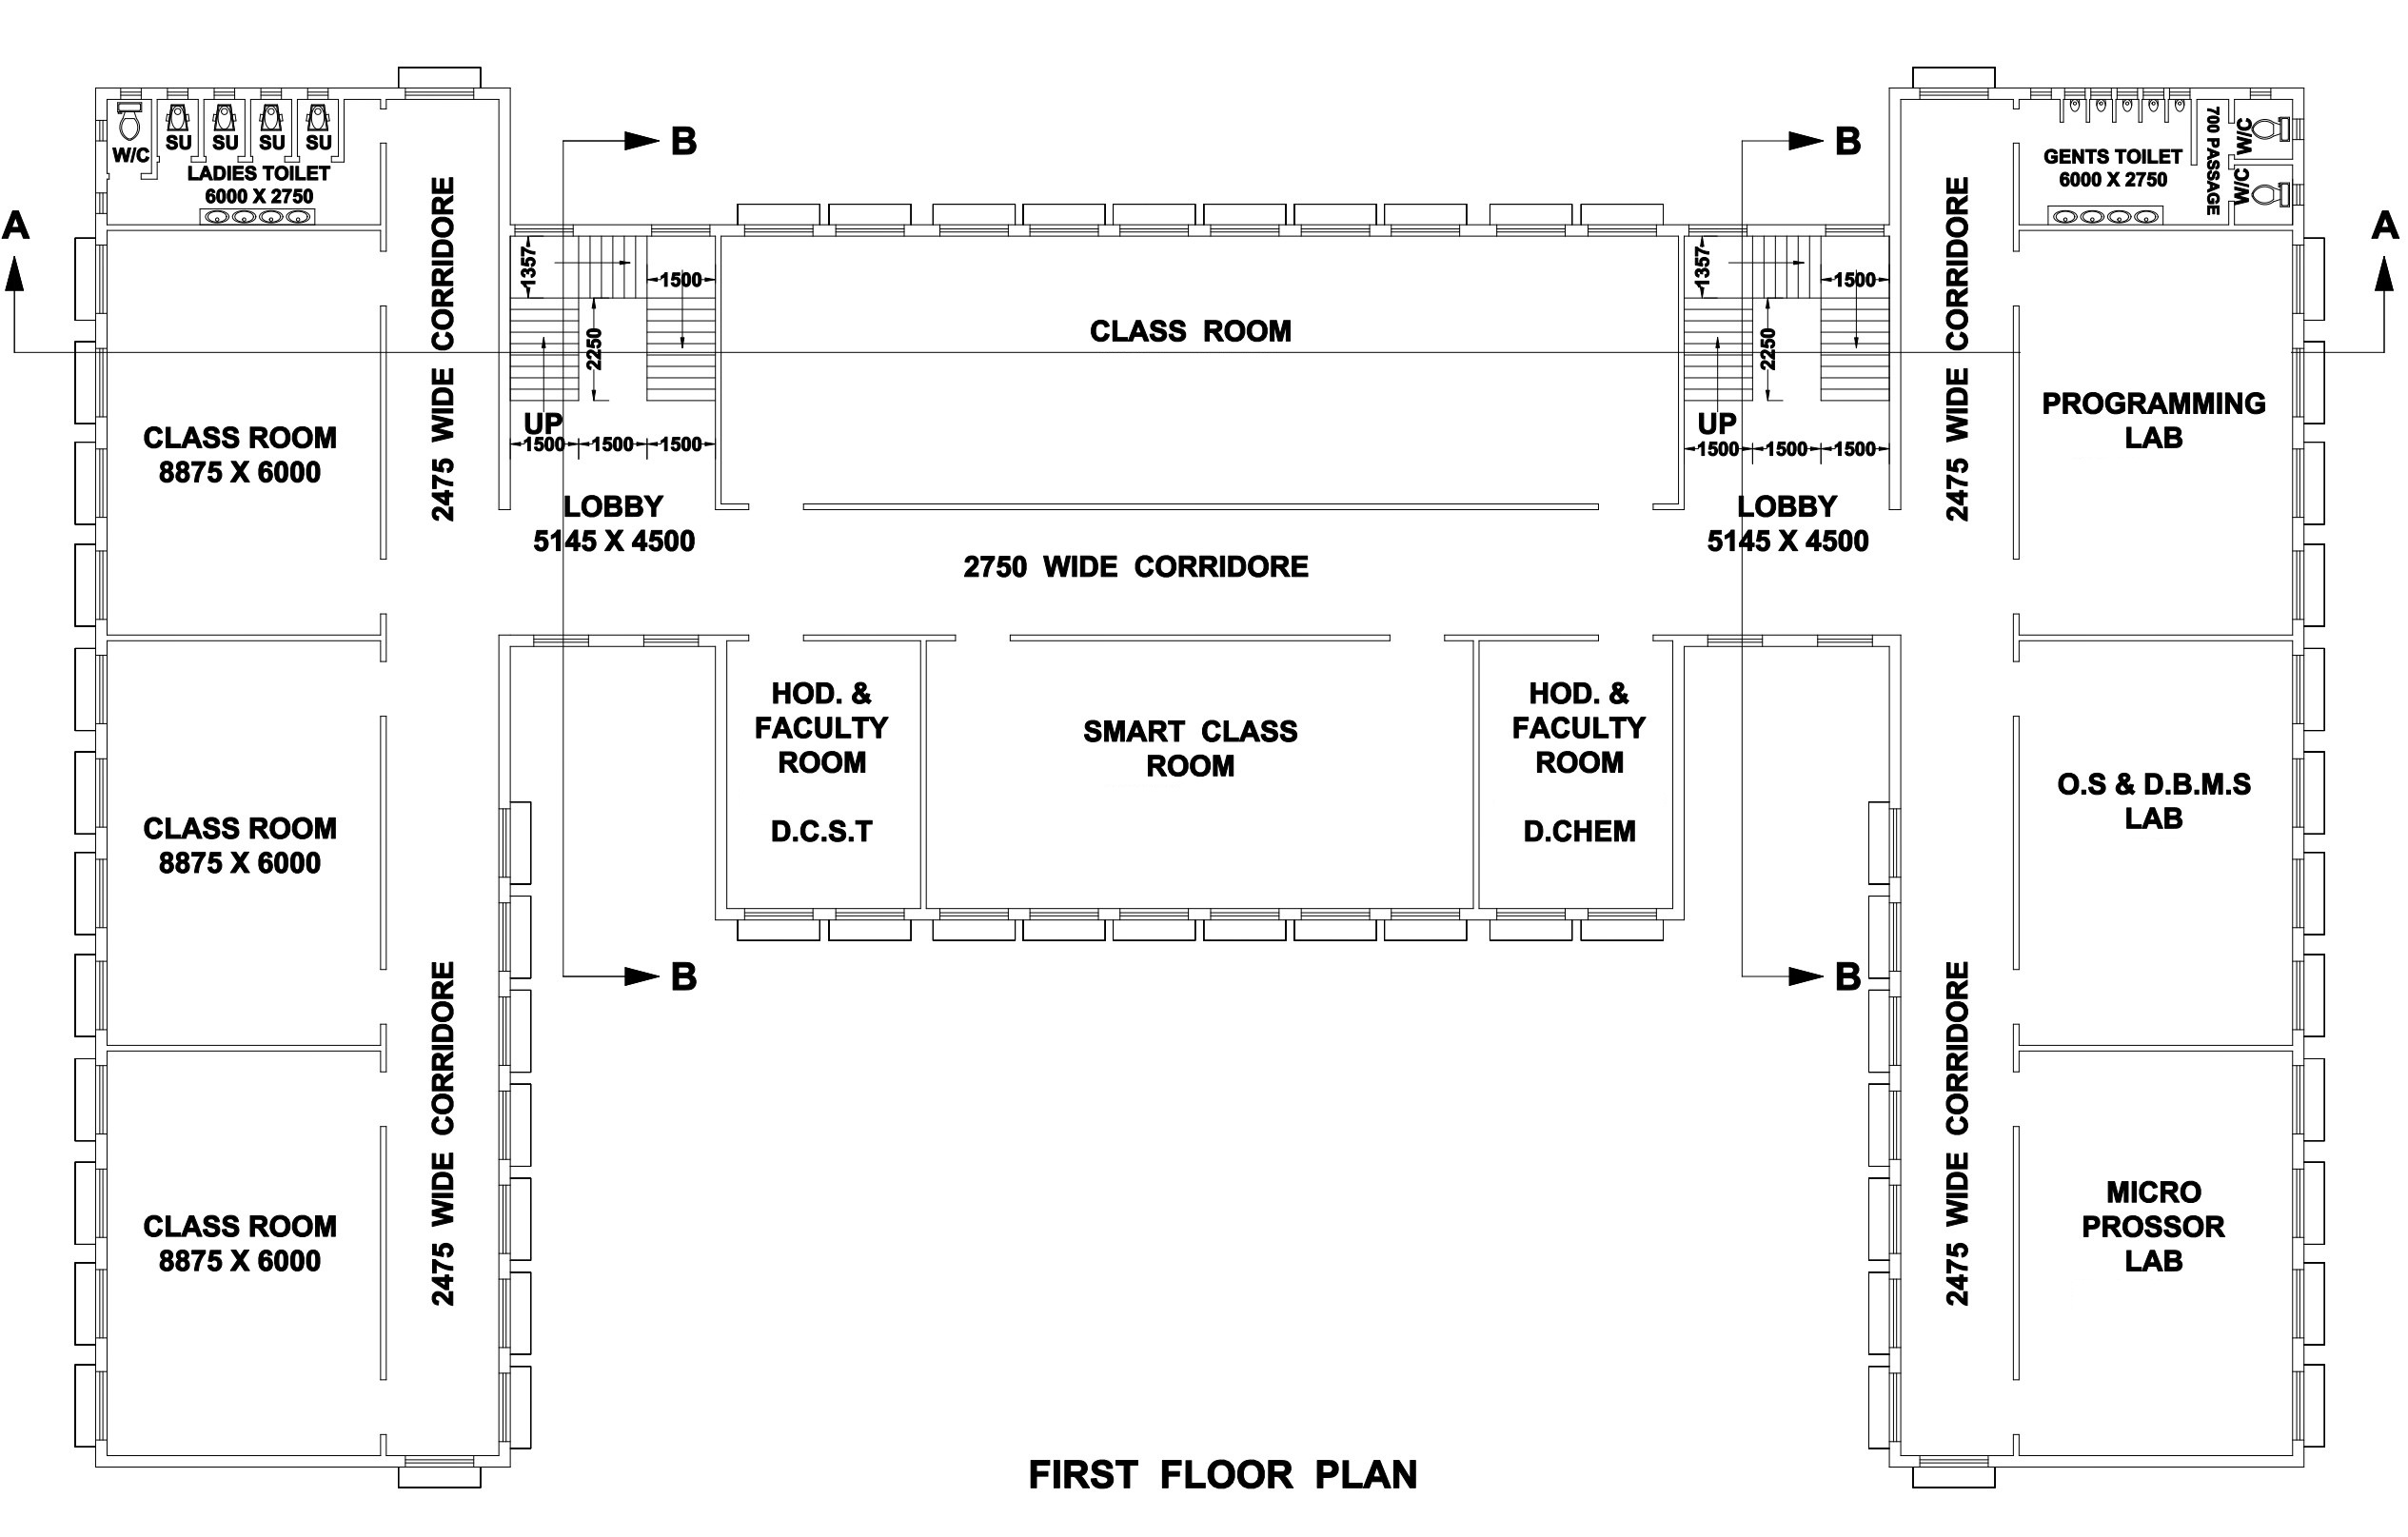 W/C
SU
SU
SU
SU
LADIES TOILET
6000 X 2750
2475 WIDE CORRIDORE
B
B
2475 WIDE CORRIDORE
GENTS TOILET
6000 X 2750
700 PASSAGE
W/C
W/C
A
A
1357
1500
2250
UP
1500
1500
1500
CLASS ROOM
1357
1500
2250
UP
1500
1500
1500
CLASS ROOM
8875 X 6000
PROGRAMMING
LAB
LOBBY
5145 X 4500
2750 WIDE CORRIDORE
LOBBY
5145 X 4500
HOD. &
FACULTY
ROOM
D.C.S.T
SMART CLASS
ROOM
HOD. &
FACULTY
ROOM
D.CHEM
CLASS ROOM
8875 X 6000
O.S & D.B.M.S
LAB
B
B
2475 WIDE CORRIDORE
2475 WIDE CORRIDORE
CLASS ROOM
8875 X 6000
MICRO
PROSSOR
LAB
FIRST FLOOR PLAN